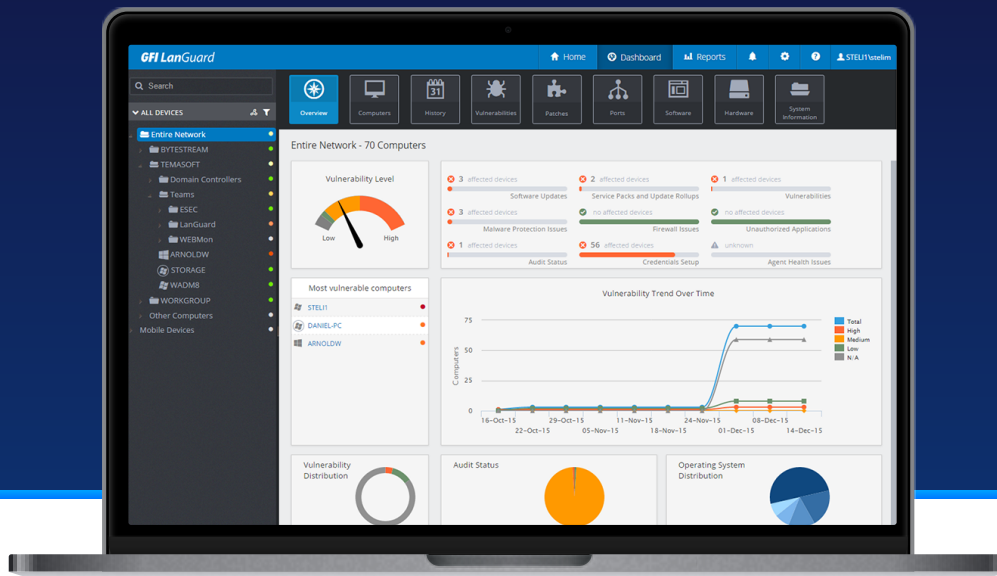 GFI LanGuard
Home
Dashboard
Reports
STELI1\stelim
Search
ALL DEVICES
Entire Network
BYTESTREAM
TEMASOFT
Domain Controllers
Teams
ESEC
LanGuard
WEBMon
ARNOLDW
STORAGE
WADM8
WORKGROUP
Other Computers
Mobile Devices
Overview
Computers
31
History
Vulnerabilities
Patches
Ports
Software
Hardware
System
Information
Entire Network - 70 Computers
Vulnerability Level
Low
High
3 affected devices
Software Updates
2 affected devices
Service Packs and Update Rollups
1 affected devices
Vulnerabilities
3 affected devices
Malware Protection Issues
no affected devices
Firewall Issues
no affected devices
Unauthorized Applications
1 affected devices
Audit Status
56 affected devices
Credentials Setup
unknown
Agent Health Issues
Most vulnerable computers
STELI1
DANIEL-PC
ARNOLDW
Vulnerability Trend Over Time
Computers
75
50
25
0
16-Oct-15
22-Oct-15
29-Oct-15
05-Nov-15
11-Nov-15
18-Nov-15
24-Nov-15
01-Dec-15
08-Dec-15
14-Dec-15
Total
High
Medium
Low
N/A
Vulnerability
Distribution
Audit Status
Operating System
Distribution